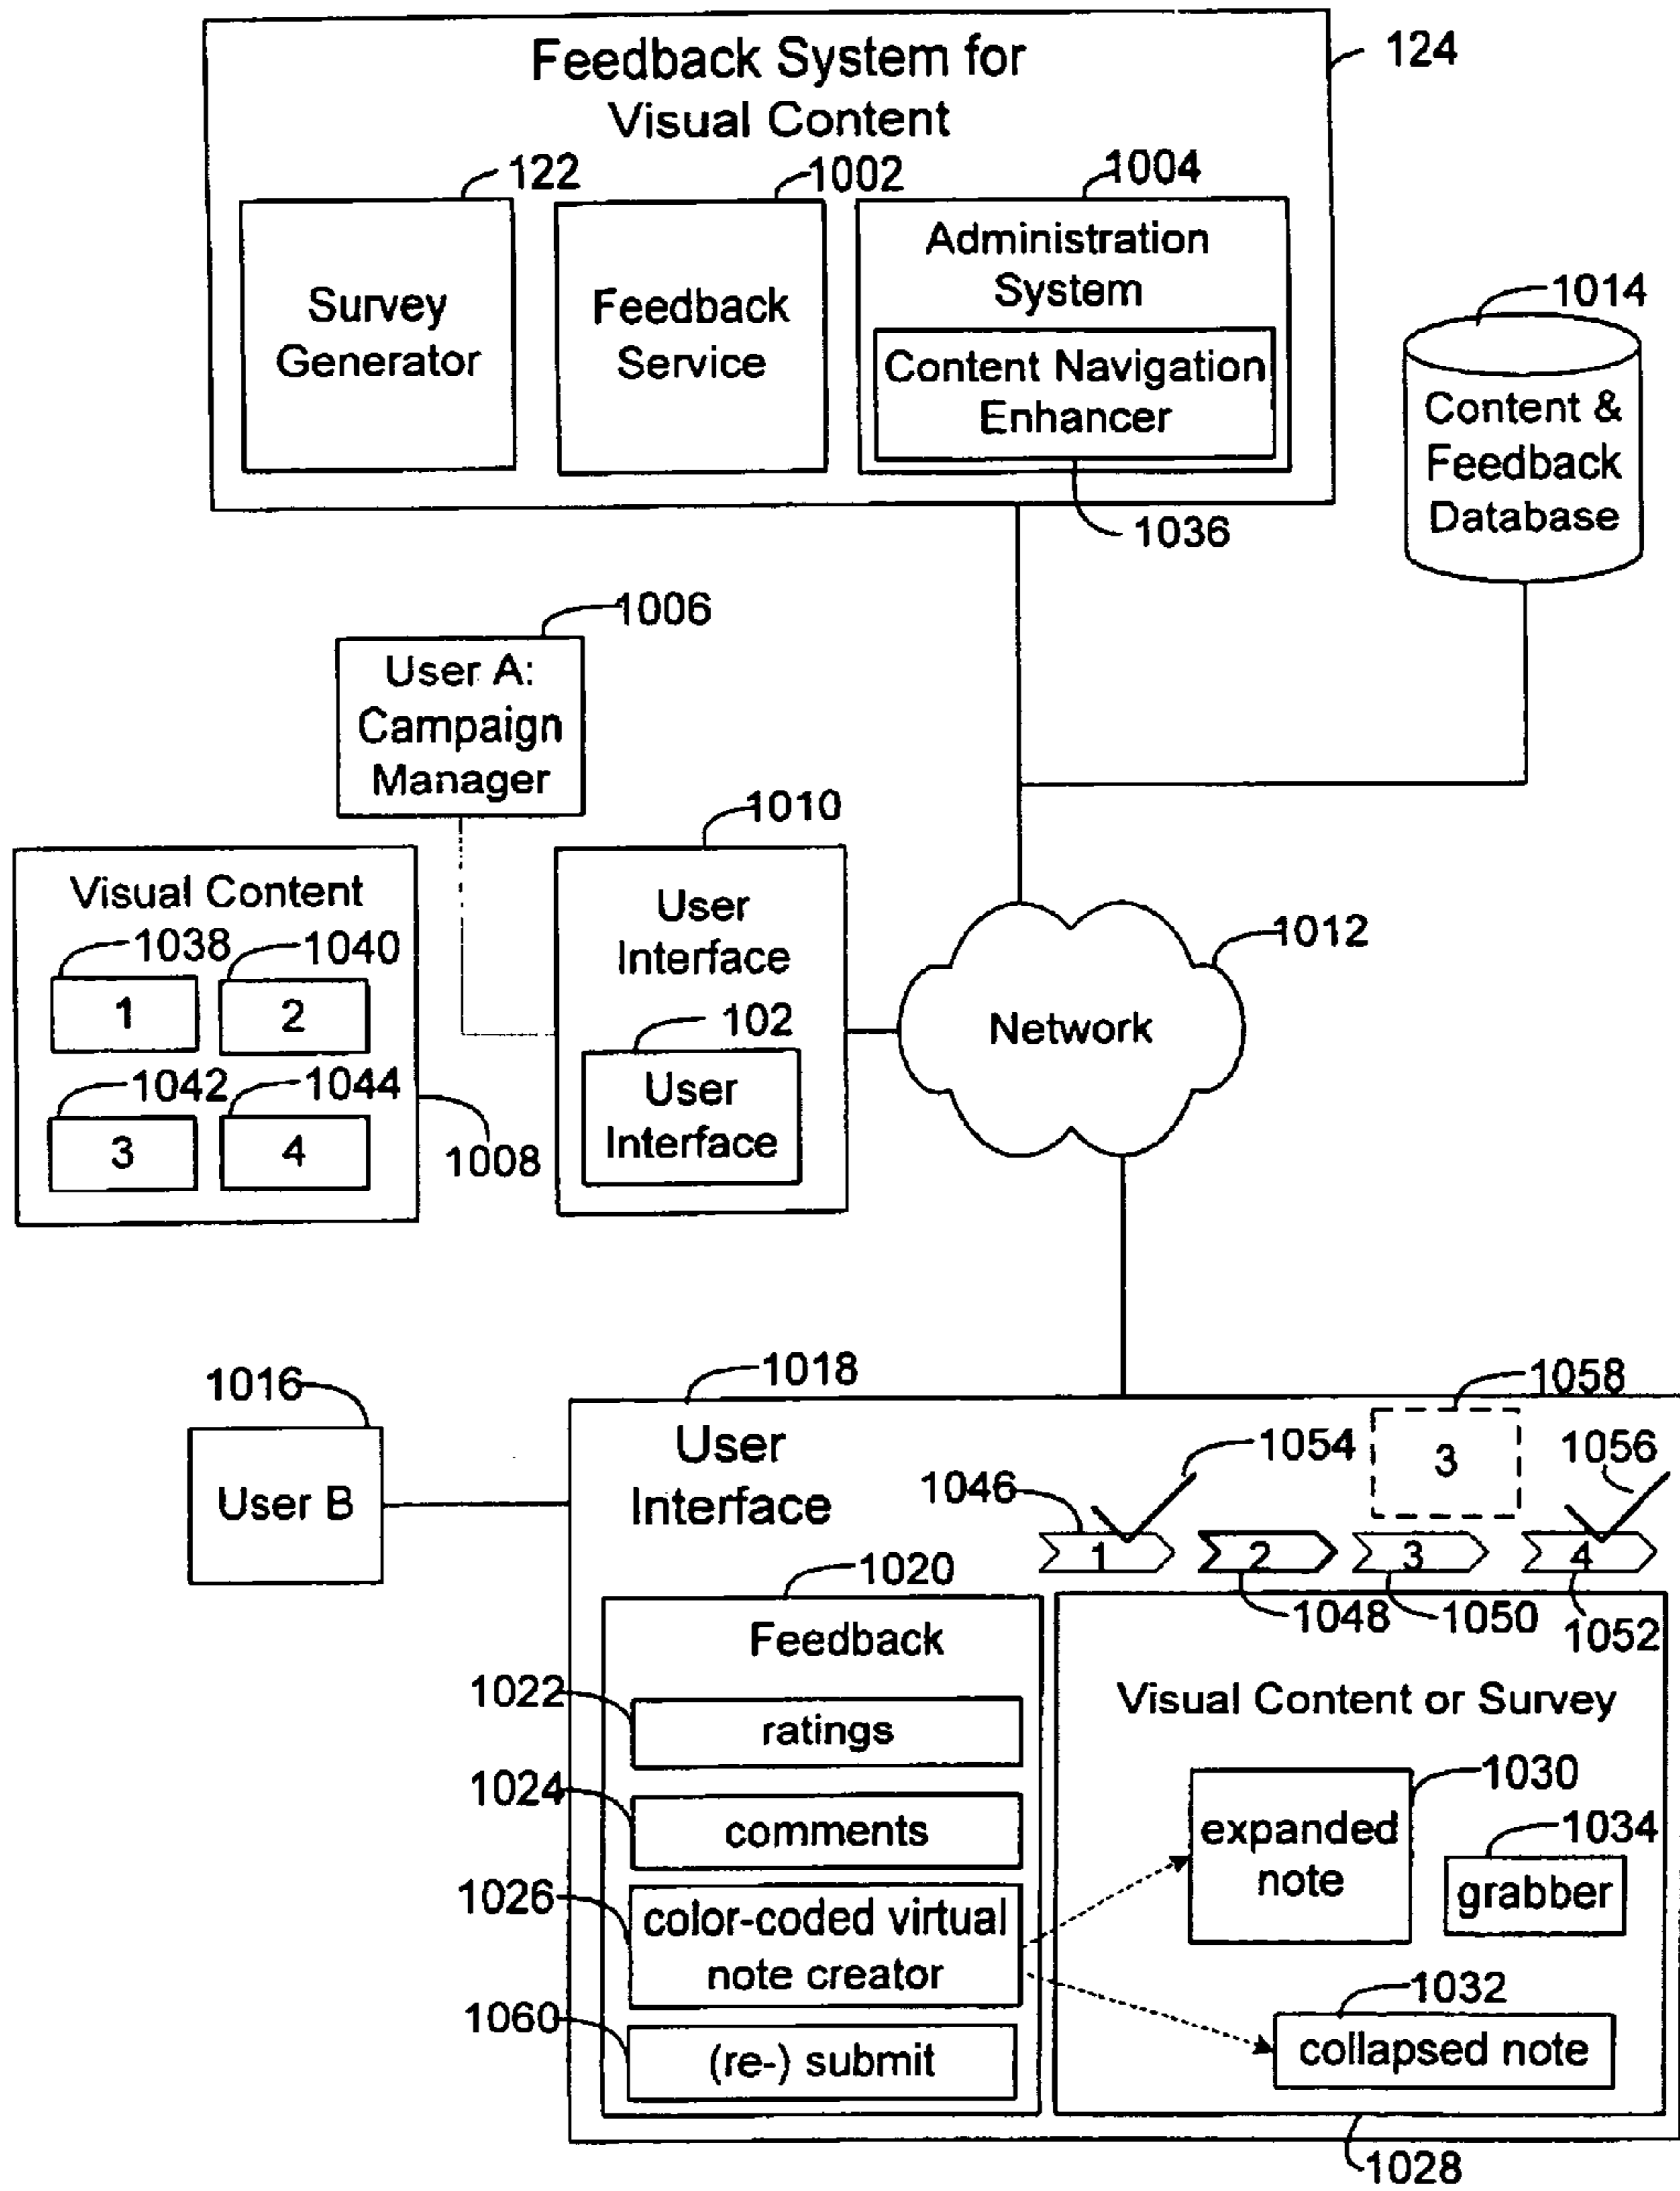 Feedback System for
Visual Content
124
122
1002
1004
Survey
Generator
Feedback
Service
Administration
System
Content Navigation
Enhancer
1036
1014
Content &
Feedback
Database
1006
User A:
Campaign
Manager
1010
Visual Content
1038
1040
1
2
1042
1044
3
4
1008
User
Interface
102
User
Interface
1012
Network
1016
User B
1018
User
Interface
1058
3
1054
1056
1046
1
2
3
4
1048
1050
1052
1020
Feedback
1022
ratings
1024
comments
1026
color-coded virtual
note creator
1060
(re-) submit
Visual Content or Survey
1030
expanded
note
1034
grabber
1032
collapsed note
1028